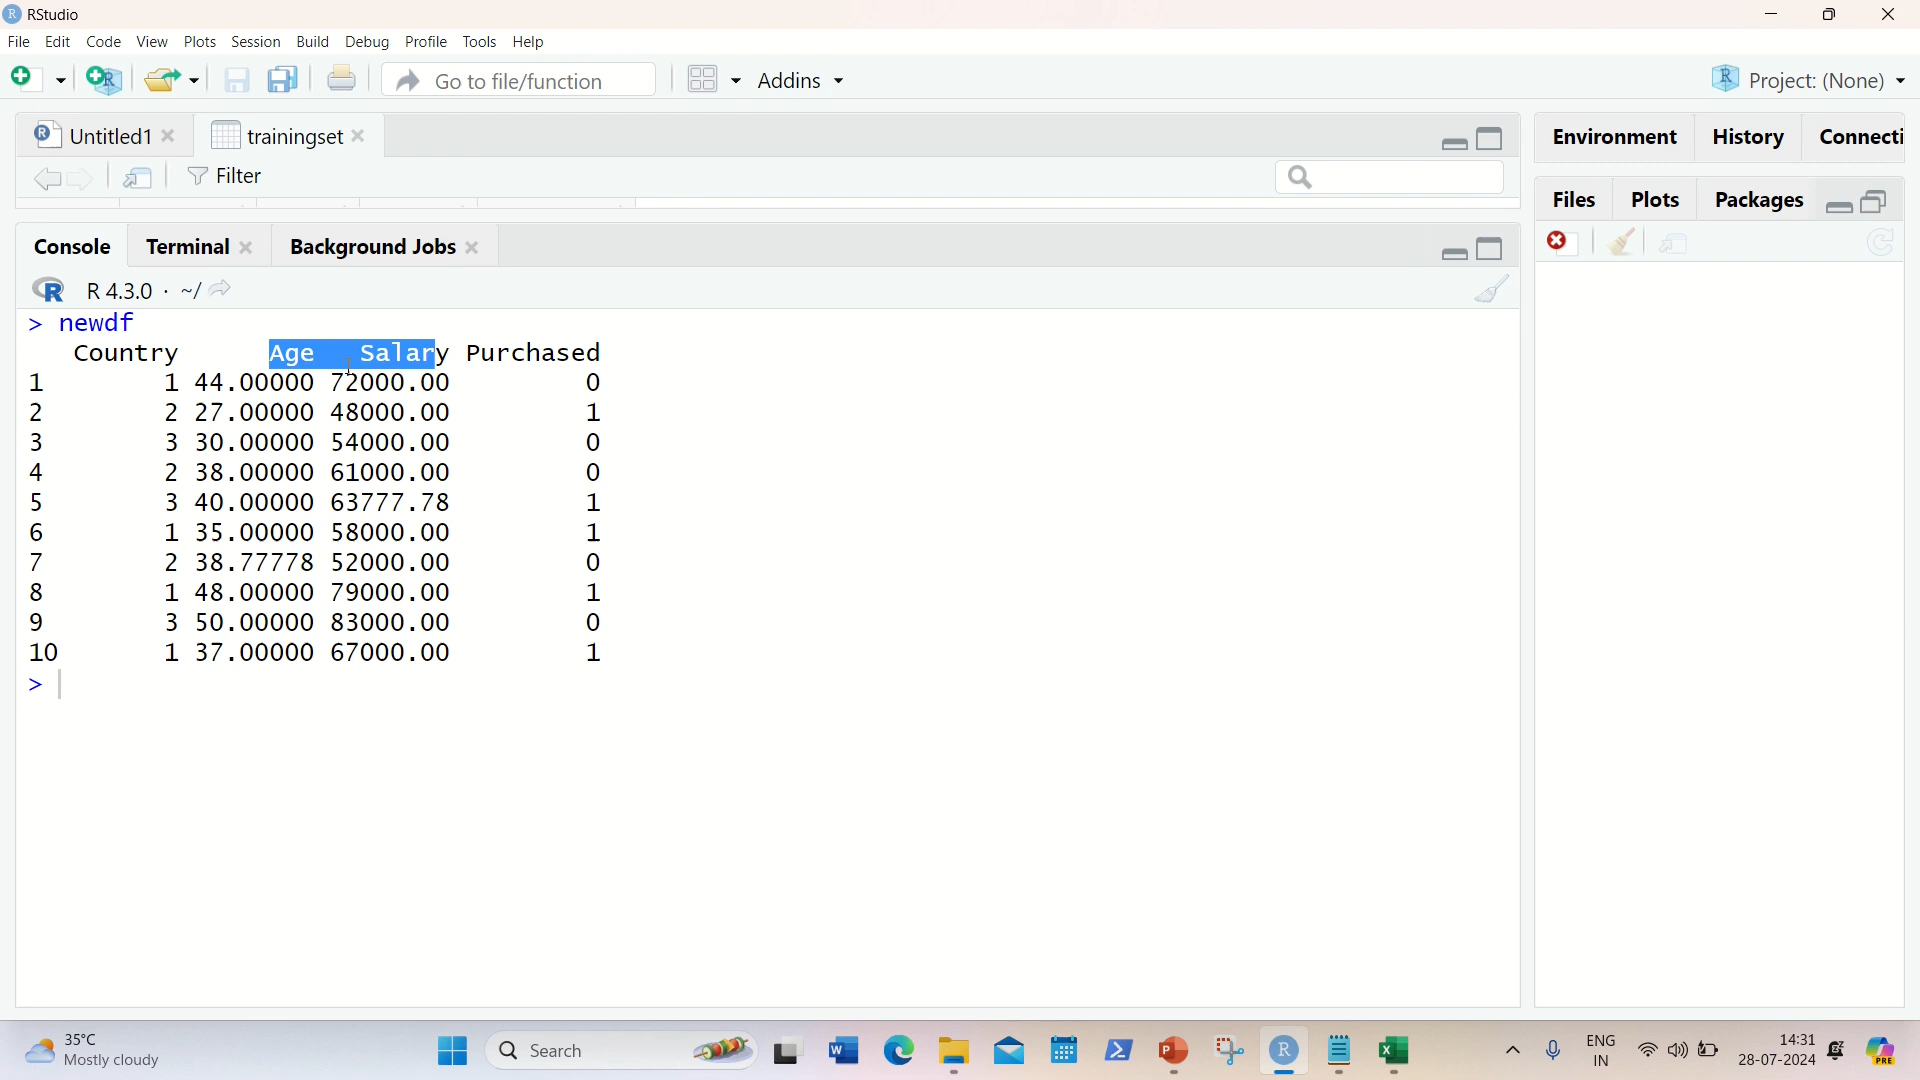 RStudio
File Edit Code View Plots Session Build Debug Profile Tools Help
Go to file/function Addins Project: (None)
Untitled1 trainingset
Filter
Environment History Connecti
Files Plots Packages
Console Terminal Background Jobs
R 4.3.0 · ~/
> newdf
Country Age Salary Purchased
1 1 44.00000 72000.00 0
2 2 27.00000 48000.00 1
3 3 30.00000 54000.00 0
4 2 38.00000 61000.00 0
5 3 40.00000 63777.78 1
6 1 35.00000 58000.00 1
7 2 38.77778 52000.00 0
8 1 48.00000 79000.00 1
9 3 50.00000 83000.00 0
10 1 37.00000 67000.00 1
>
35°C
Mostly cloudy
Search
ENG
IN
14:31
28-07-2024
PRE